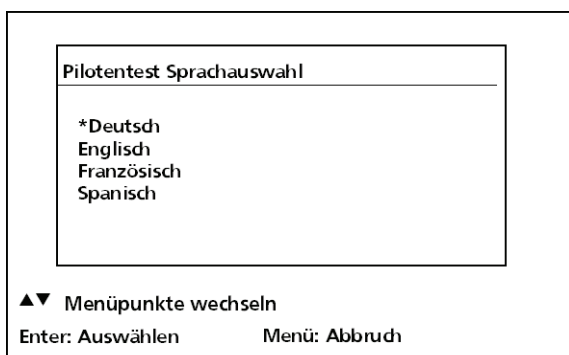 Pilotentest Sprachauswahl
*Deutsch
Englisch
Französisch
Spanisch
▲▼ Menüpunkte wechseln
Enter: Auswählen Menü: Abbruch